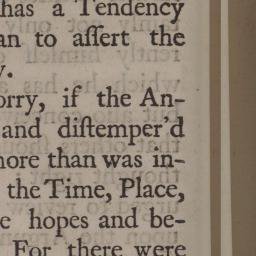 has a Tendency
an to aſſert the
y.
orry, if the An-
and diſtemper'd
more than was in-
the Time, Place,
e hopes and be-
For there were